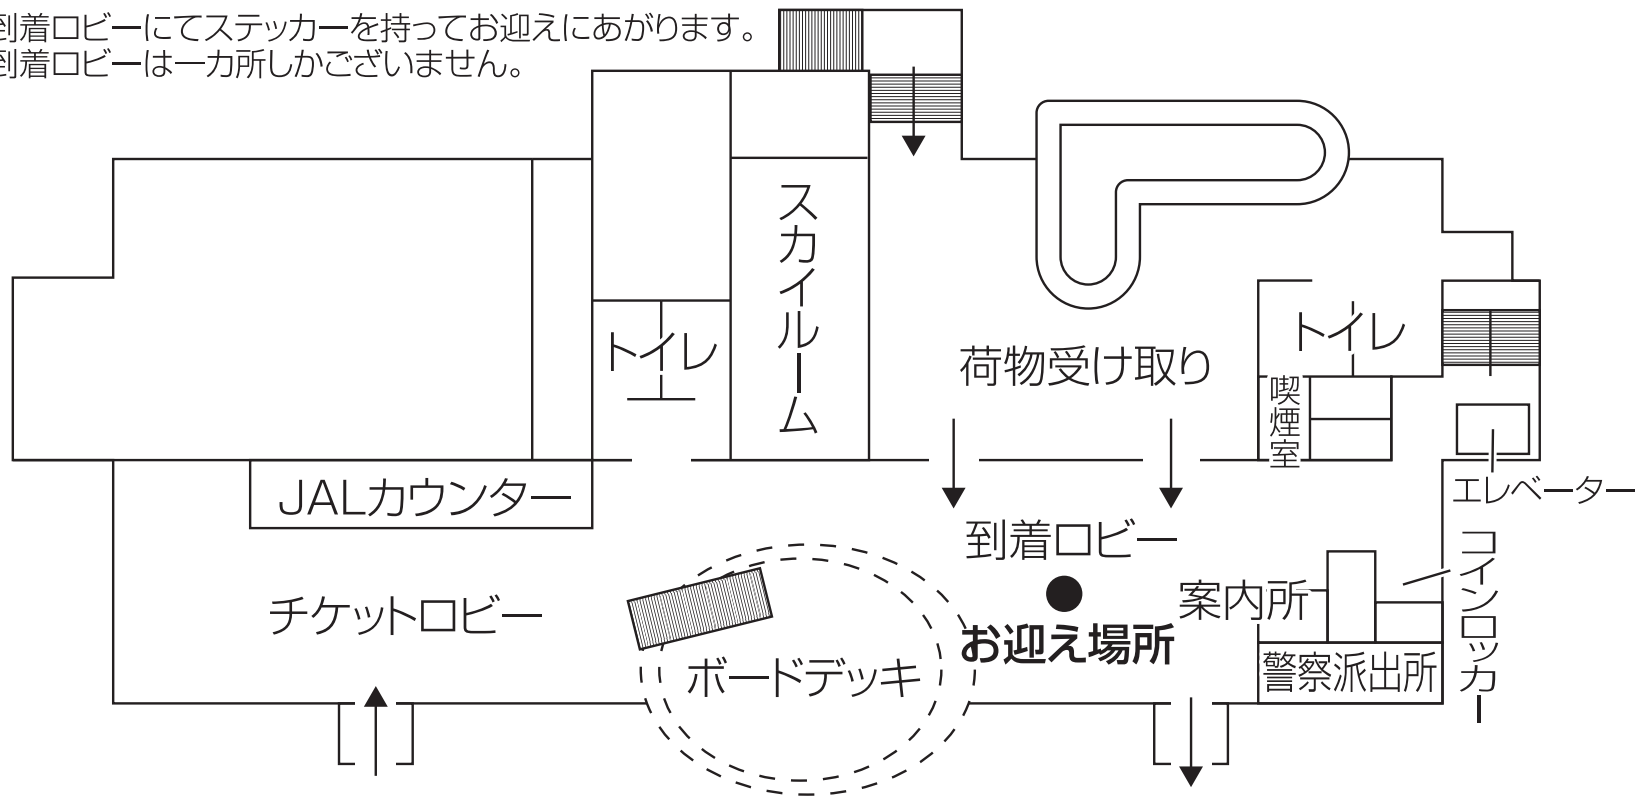 到着ロビーにてステッカーを持ってお迎えにあがります。
到着ロビーは一カ所しかございません。
スカイルーム
トイレ
荷物受け取り
トイレ
喫煙室
エレベーター
JALカウンター
到着ロビー
コインロッカー
案内所
チケットロビー
お迎え場所
ボードデッキ
警察派出所